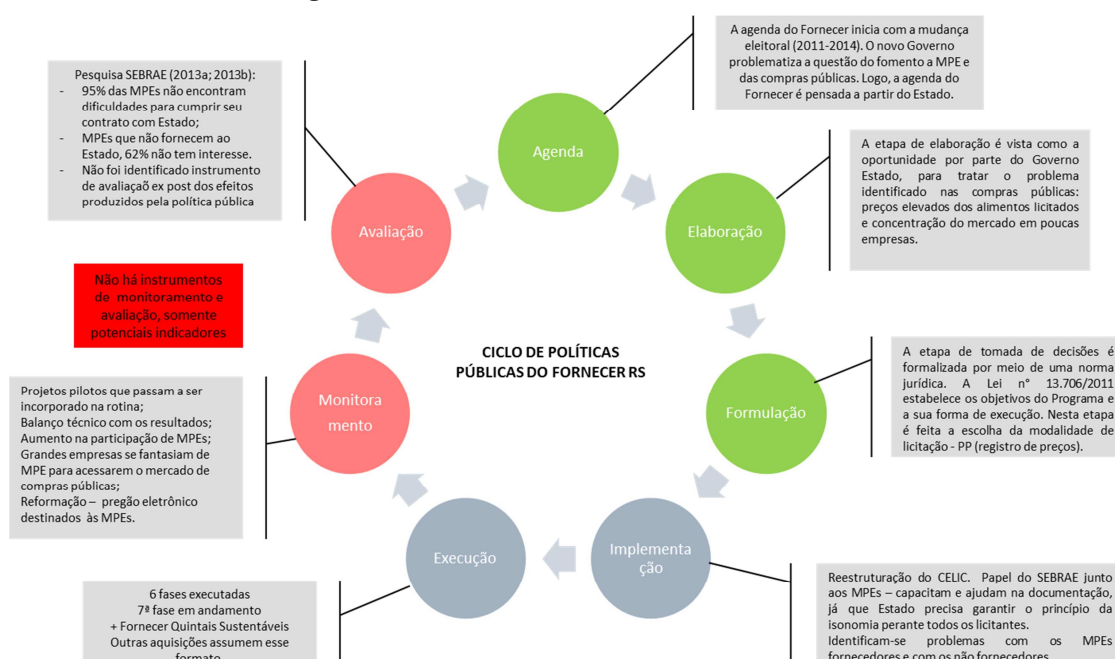 A agenda do Fornecer inicia com a mudança
eleitoral (2011-2014). O novo Governo
problematiza a questão do fomento a MPE e
das compras públicas. Logo, a agenda do
Fornecer é pensada a partir do Estado.
Pesquisa SEBRAE (2013a; 2013b):
- 95% das MPEs não encontram
dificuldades para cumprir seu
contrato com Estado;
- MPEs que não fornecem ao
Estado, 62% não tem interesse.
- Não foi identificado instrumento
de avaliaçaõ ex post dos efeitos
produzidos pela política pública
Agenda
A etapa de elaboração é vista como a
oportunidade por parte do Governo
Estado, para tratar o problema
identificado nas compras públicas:
preços elevados dos alimentos licitados
e concentração do mercado em poucas
empresas.
Avaliação
Elaboração
Não há instrumentos
de monitoramento e
avaliação, somente
potenciais indicadores
CICLO DE POLÍTICAS
PÚBLICAS DO FORNECER RS
A etapa de tomada de decisões é
formalizada por meio de uma norma
jurídica. A Lei n° 13.706/2011
estabelece os objetivos do Programa e
a sua forma de execução. Nesta etapa
é feita a escolha da modalidade de
licitação - PP (registro de preços).
Projetos pilotos que passam a ser
incorporado na rotina;
Balanço técnico com os resultados;
Aumento na participação de MPEs;
Grandes empresas se fantasiam de
MPE para acessarem o mercado de
compras públicas;
Reformação – pregão eletrônico
destinados às MPEs.
Monitora
mento
Formulação
Execução
Implementa
ção
6 fases executadas
7ª fase em andamento
+ Fornecer Quintais Sustentáveis
Outras aquisições assumem esse
formato
Reestruturação do CELIC. Papel do SEBRAE junto
aos MPEs – capacitam e ajudam na documentação,
já que Estado precisa garantir o princípio da
isonomia perante todos os licitantes.
Identificam-se problemas com os MPEs
fornecedores e com os não fornecedores